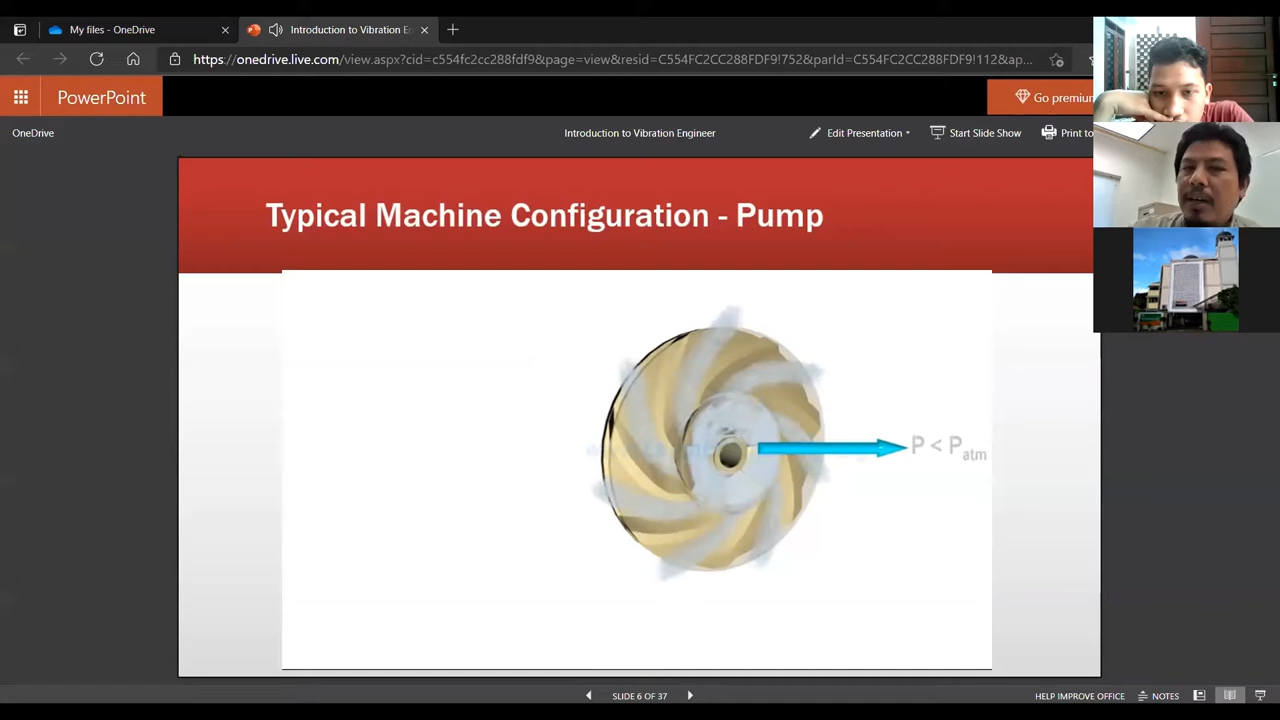 My files - OneDrive
Introduction to Vibration En
https://onedrive.live.com/view.aspx?cid=c554fc2cc288fdf9&page=view&resid=C554FC2CC288FDF9!752&parId=C554FC2CC288FDF9!112&ap...
PowerPoint
Go premium
OneDrive
Introduction to Vibration Engineer
Edit Presentation
Start Slide Show
Print to
Typical Machine Configuration - Pump
P < Patm
SLIDE 6 OF 37
HELP IMPROVE OFFICE
NOTES